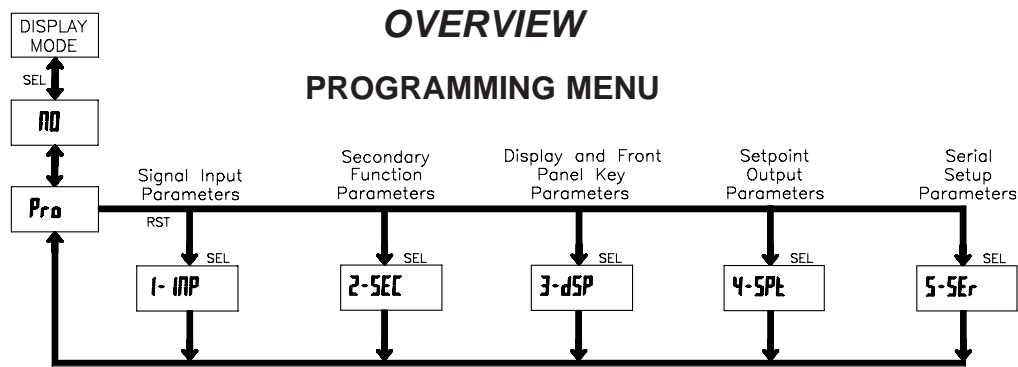 OVERVIEW
PROGRAMMING MENU
DISPLAY
MODE
SEL
NO
Pro
RST
Signal Input
Parameters
SEL
1-INP
Secondary
Function
Parameters
SEL
2-SEC
Display and Front
Panel Key
Parameters
SEL
3-dSP
Setpoint
Output
Parameters
SEL
4-SPt
Serial
Setup
Parameters
SEL
5-SEr